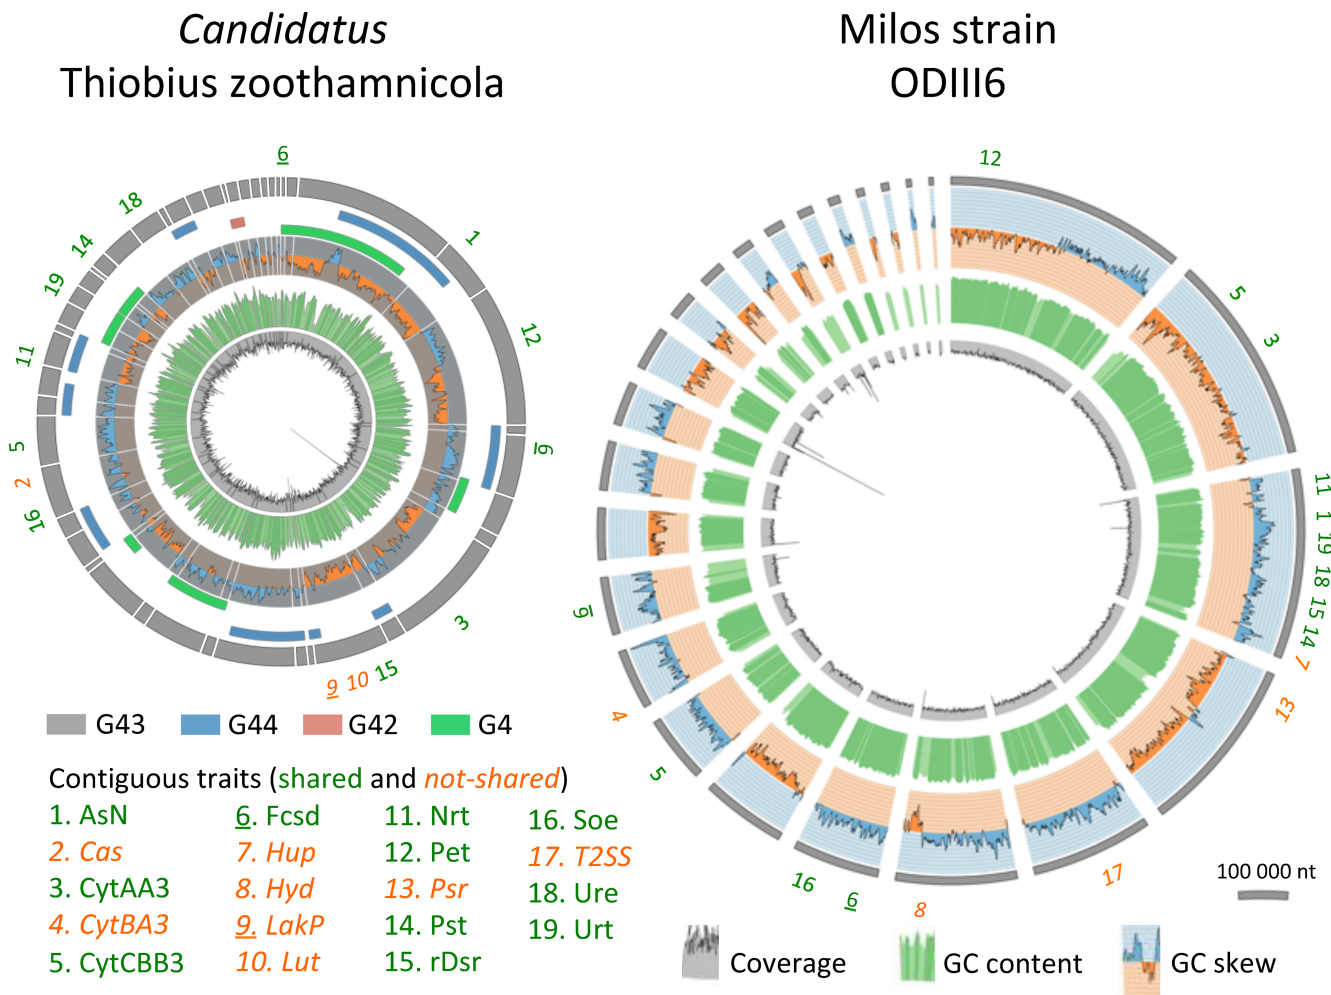 Candidatus
Thiobius zoothamnicola
Milos strain
ODIII6
6
1
12
6
3
15
10
9
16
2
5
11
19
14
18
12
5
3
11
1
19
18
15
14
7
13
17
8
6
16
5
4
9
G43
G44
G42
G4
Contiguous traits (shared and not-shared)
1. AsN
2. Cas
3. CytAA3
4. CytBA3
5. CytCBB3
6. Fcsd
7. Hup
8. Hyd
9. LakP
10. Lut
11. Nrt
12. Pet
13. Psr
14. Pst
15. rDsr
16. Soe
17. T2SS
18. Ure
19. Urt
100 000 nt
Coverage
GC content
GC skew